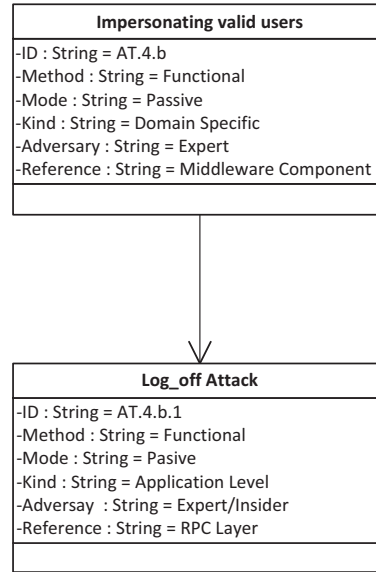 Impersonating valid users
-ID : String = AT.4.b
-Method : String = Functional
-Mode : String = Passive
-Kind : String = Domain Specific
-Adversary : String = Expert
-Reference : String = Middleware Component
Log_off Attack
-ID : String = AT.4.b.1
-Method : String = Functional
-Mode : String = Pasive
-Kind : String = Application Level
-Adversay : String = Expert/Insider
-Reference : String = RPC Layer